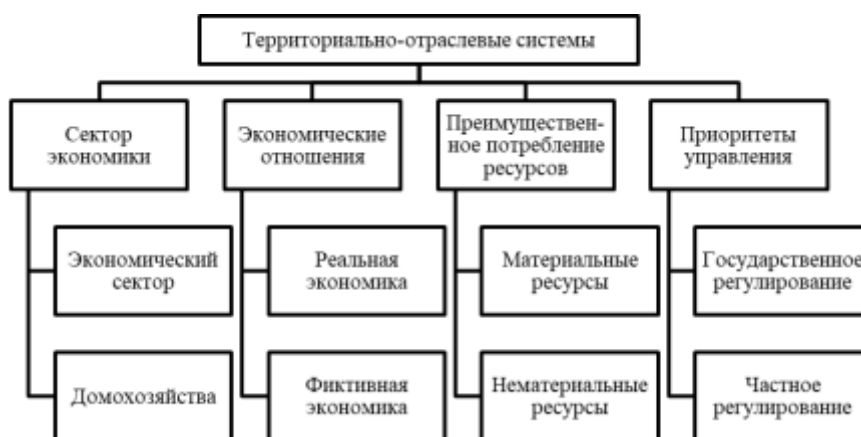 Территориально-отраслевые системы
Сектор
экономики
Экономические
отношения
Преимуществен-
ное потребление
ресурсов
Приоритеты
управления
Экономический
сектор
Реальная
экономика
Материальные
ресурсы
Государственное
регулирование
Домохозяйства
Фиктивная
экономика
Нематериальные
ресурсы
Частное
регулирование